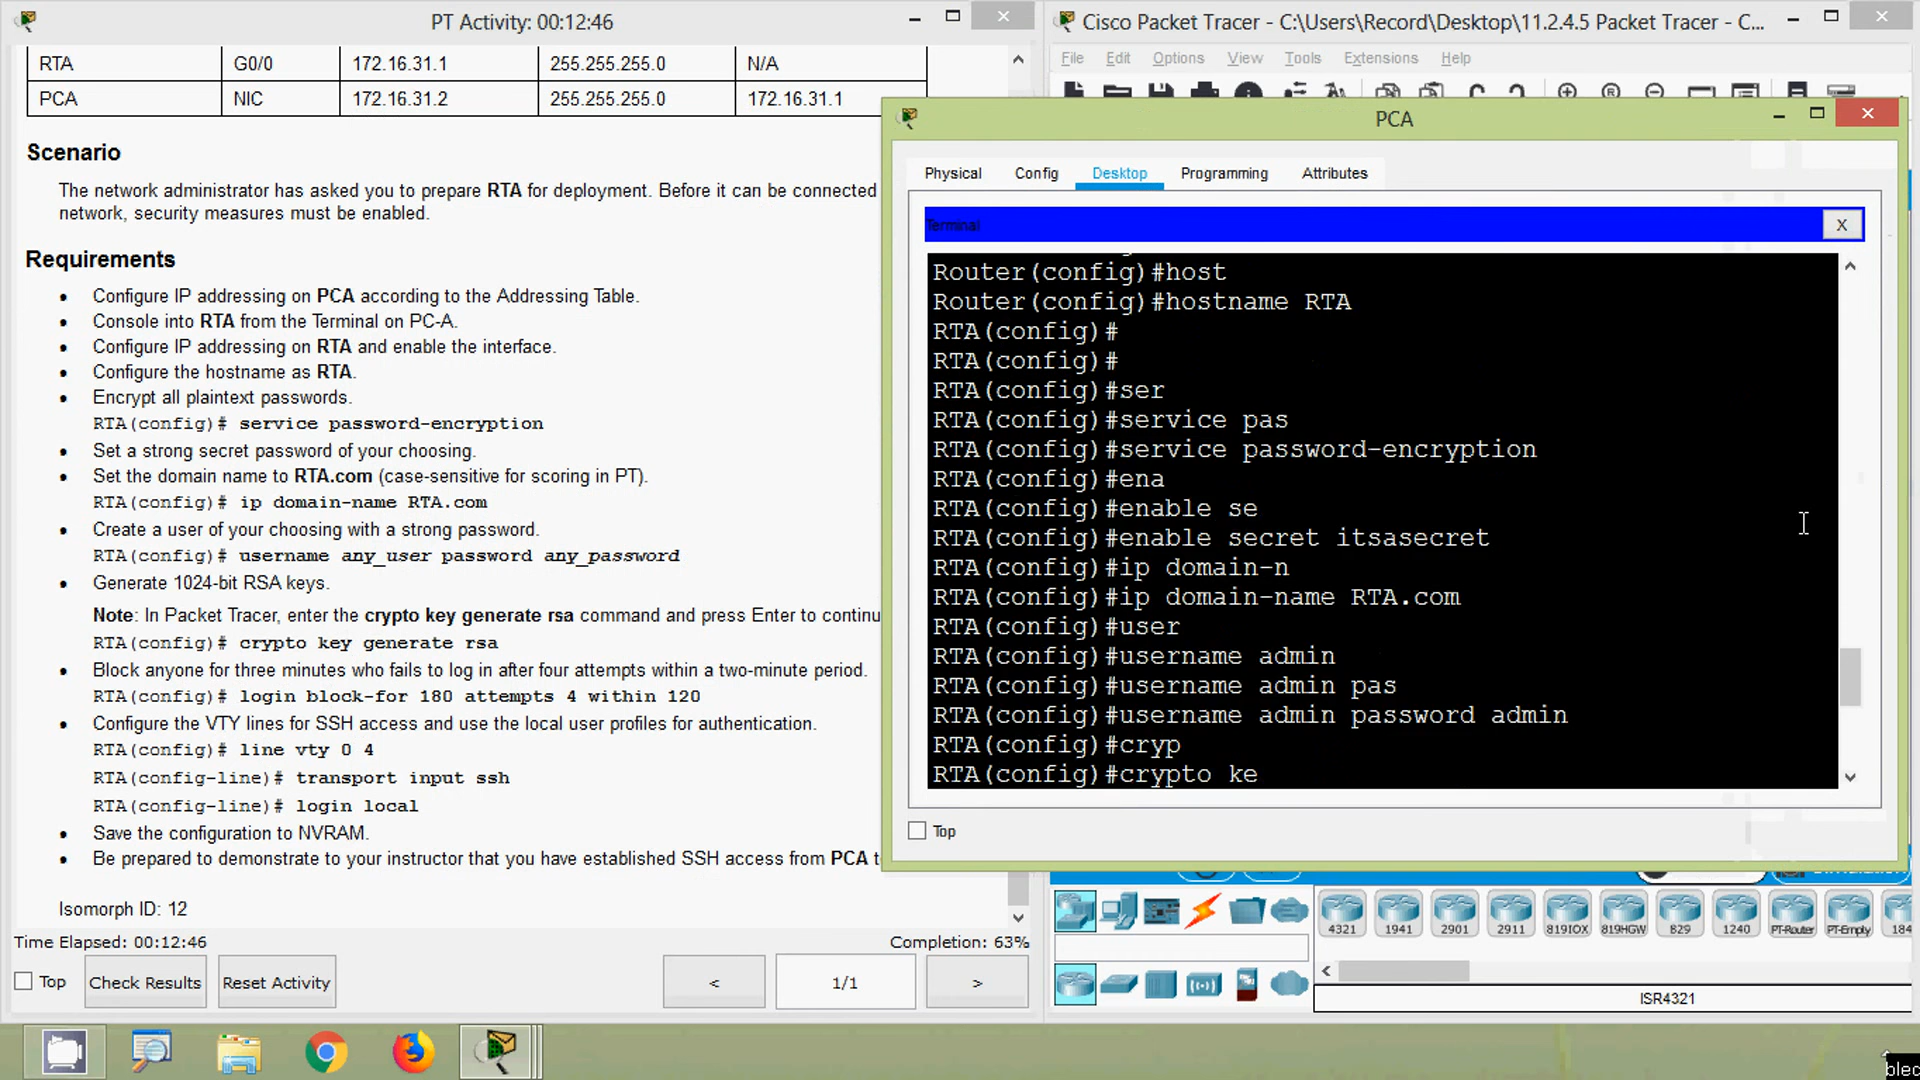 PT Activity: 00:12:46
RTA G0/0 172.16.31.1 255.255.255.0 N/A
PCA NIC 172.16.31.2 255.255.255.0 172.16.31.1
Scenario
The network administrator has asked you to prepare RTA for deployment. Before it can be connected
network, security measures must be enabled.
Requirements
Configure IP addressing on PCA according to the Addressing Table.
Console into RTA from the Terminal on PC-A.
Configure IP addressing on RTA and enable the interface.
Configure the hostname as RTA.
Encrypt all plaintext passwords.
RTA(config)# service password-encryption
Set a strong secret password of your choosing.
Set the domain name to RTA.com (case-sensitive for scoring in PT).
RTA(config)# ip domain-name RTA.com
Create a user of your choosing with a strong password.
RTA(config)# username any_user password any_password
Generate 1024-bit RSA keys.
Note: In Packet Tracer, enter the crypto key generate rsa command and press Enter to continu
RTA(config)# crypto key generate rsa
Block anyone for three minutes who fails to log in after four attempts within a two-minute period.
RTA(config)# login block-for 180 attempts 4 within 120
Configure the VTY lines for SSH access and use the local user profiles for authentication.
RTA(config)# line vty 0 4
RTA(config-line)# transport input ssh
RTA(config-line)# login local
Save the configuration to NVRAM.
Be prepared to demonstrate to your instructor that you have established SSH access from PCA t
Isomorph ID: 12
Time Elapsed: 00:12:46 Completion: 63%
Top Check Results Reset Activity < 1/1 >
Cisco Packet Tracer - C:\Users\Record\Desktop\11.2.4.5 Packet Tracer - C...
File Edit Options View Tools Extensions Help
PCA
Physical Config Desktop Programming Attributes
Terminal X
Router(config)#host
Router(config)#hostname RTA
RTA(config)#
RTA(config)#
RTA(config)#ser
RTA(config)#service pas
RTA(config)#service password-encryption
RTA(config)#ena
RTA(config)#enable se
RTA(config)#enable secret itsasecret
RTA(config)#ip domain-n
RTA(config)#ip domain-name RTA.com
RTA(config)#user
RTA(config)#username admin
RTA(config)#username admin pas
RTA(config)#username admin password admin
RTA(config)#cryp
RTA(config)#crypto ke
Top
4321 1941 2901 2911 819IOX 819HGW 829 1240 PT-Router PT-Empty 184
ISR4321
blec